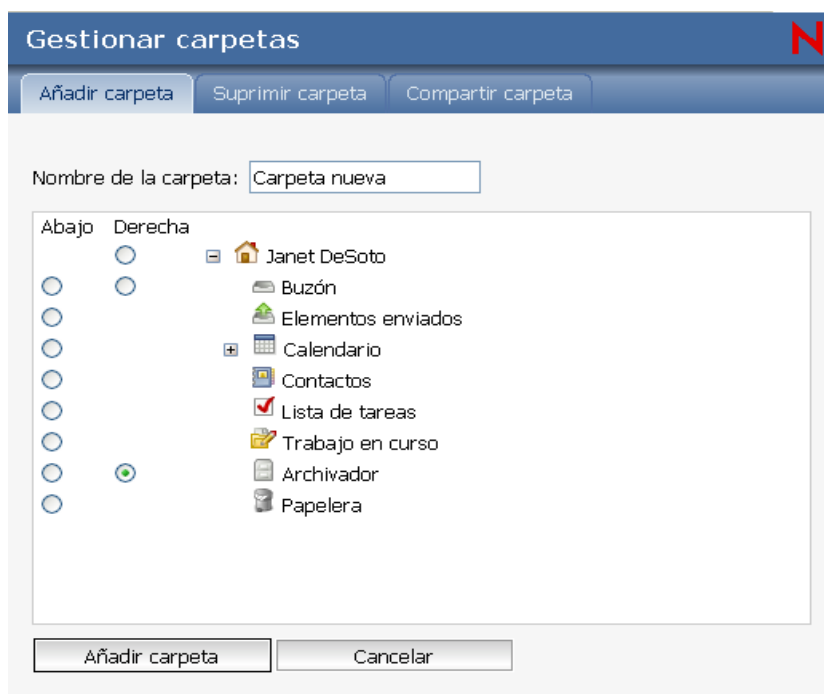 Gestionar carpetas
N
Añadir carpeta Suprimir carpeta Compartir carpeta
Nombre de la carpeta: Carpeta nueva
Abajo Derecha
Janet DeSoto
Buzón
Elementos enviados
Calendario
Contactos
Lista de tareas
Trabajo en curso
Archivador
Papelera
Añadir carpeta Cancelar